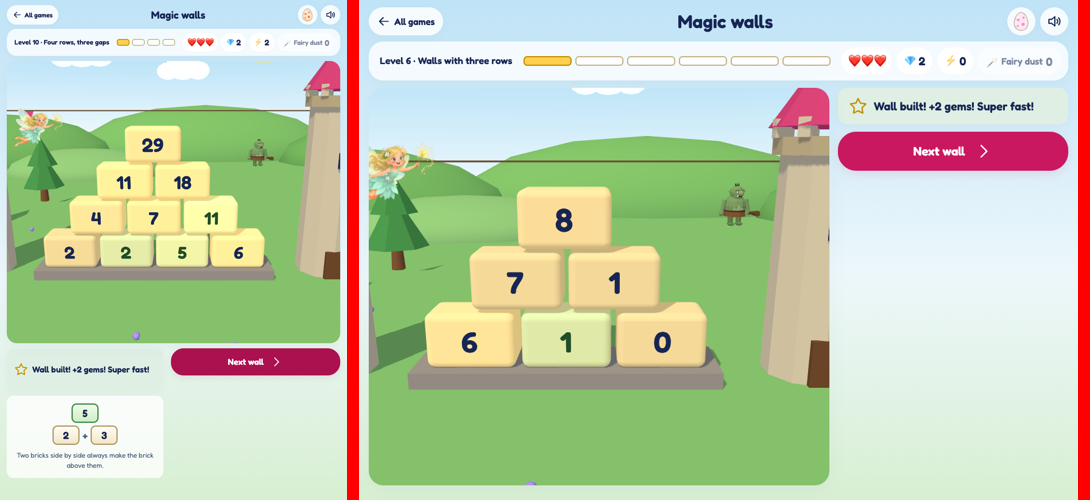 All games
Magic walls
Level 10 · Four rows, three gaps
2
2
Fairy dust 0
29
11 18
4 7 11
2 2 5 6
Wall built! +2 gems! Super fast!
Next wall
5
2 + 3
Two bricks side by side always make the brick
above them.
All games
Magic walls
Level 6 · Walls with three rows
2
0
Fairy dust 0
8
7 1
6 1 0
Wall built! +2 gems! Super fast!
Next wall